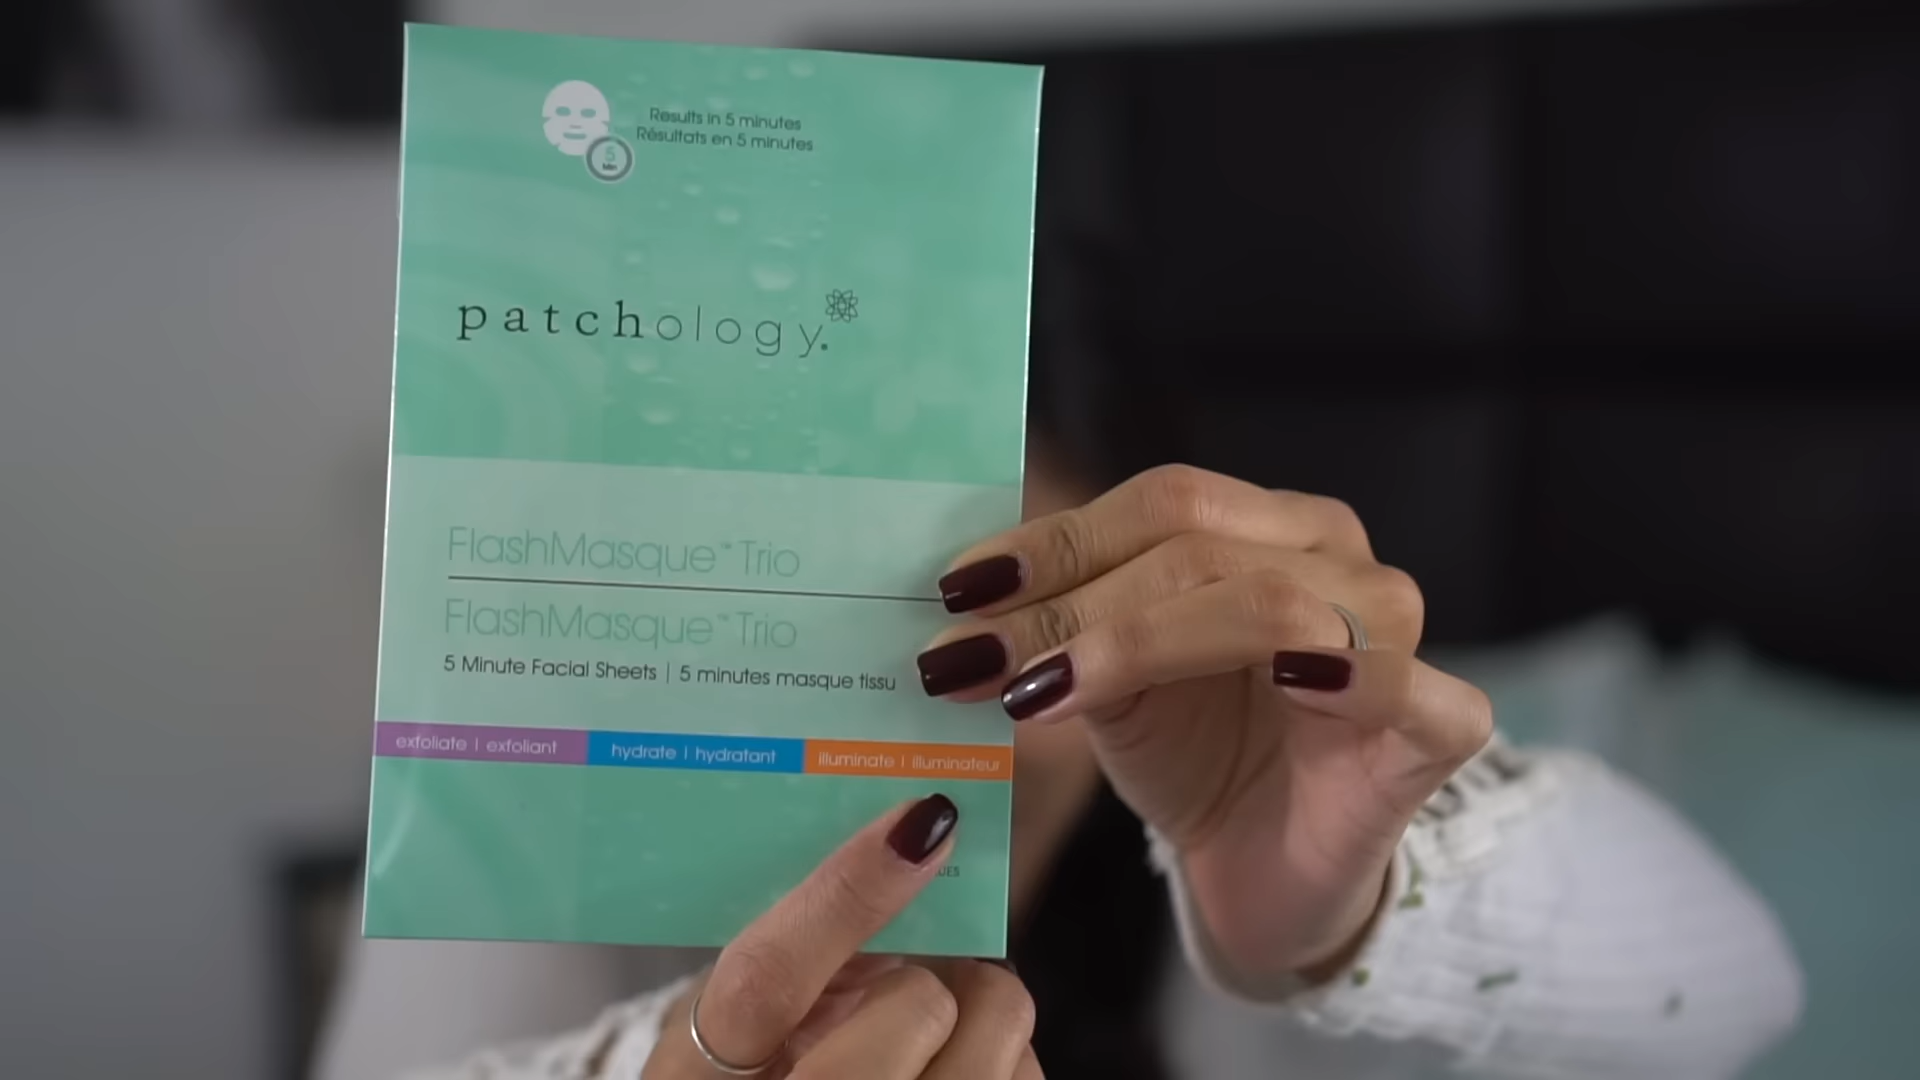 Results in 5 minutes
Résultats en 5 minutes
5
Min
patchology.
FlashMasque™ Trio
FlashMasque™ Trio
5 Minute Facial Sheets | 5 minutes masque tissu
exfoliate | exfoliant hydrate | hydratant illuminate | illuminateur